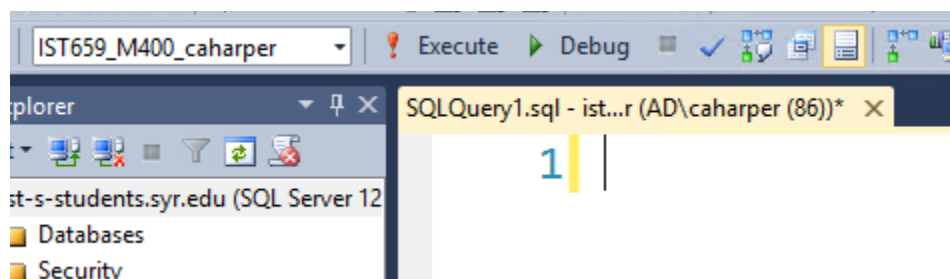 IST659_M400_caharper Execute Debug
plorer SQLQuery1.sql - ist...r (AD\caharper (86))*
1
st-s-students.syr.edu (SQL Server 12
Databases
Security